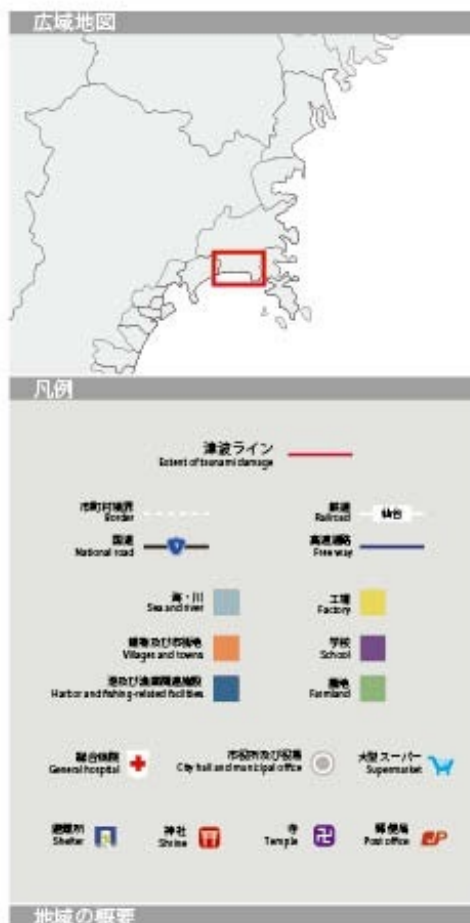 広域地図
凡例
津波ライン
Extent of tsunami damage
市町村境界
Border
鉄道
Railroad
仙台
国道
National road
高速道路
Free way
海・川
Sea and river
工場
Factory
集落及び市街地
Villages and towns
学校
School
港及び漁業関連施設
Harbor and fishing-related facilities
農地
Farmland
総合病院
General hospital
市役所及び役場
City hall and municipal office
大型スーパー
Supermarket
避難所
Shelter
神社
Shrine
寺
Temple
郵便局
Post office
地域の概要